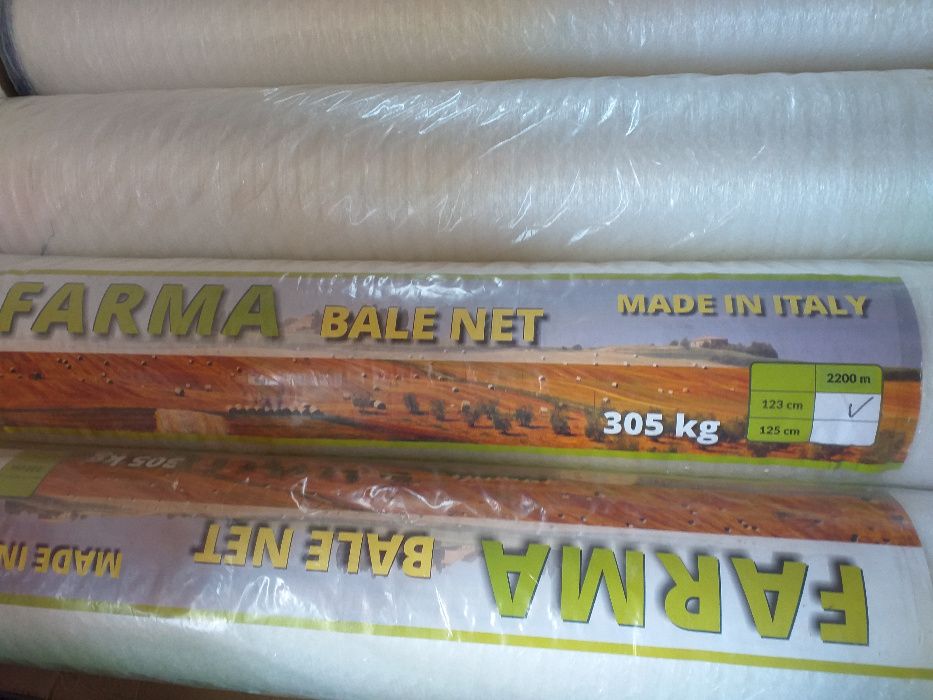 FARMA
BALE NET
MADE IN ITALY
2200 m
123 cm ✓
125 cm
305 kg
305 kg
FARMA
BALE NET
MADE IN